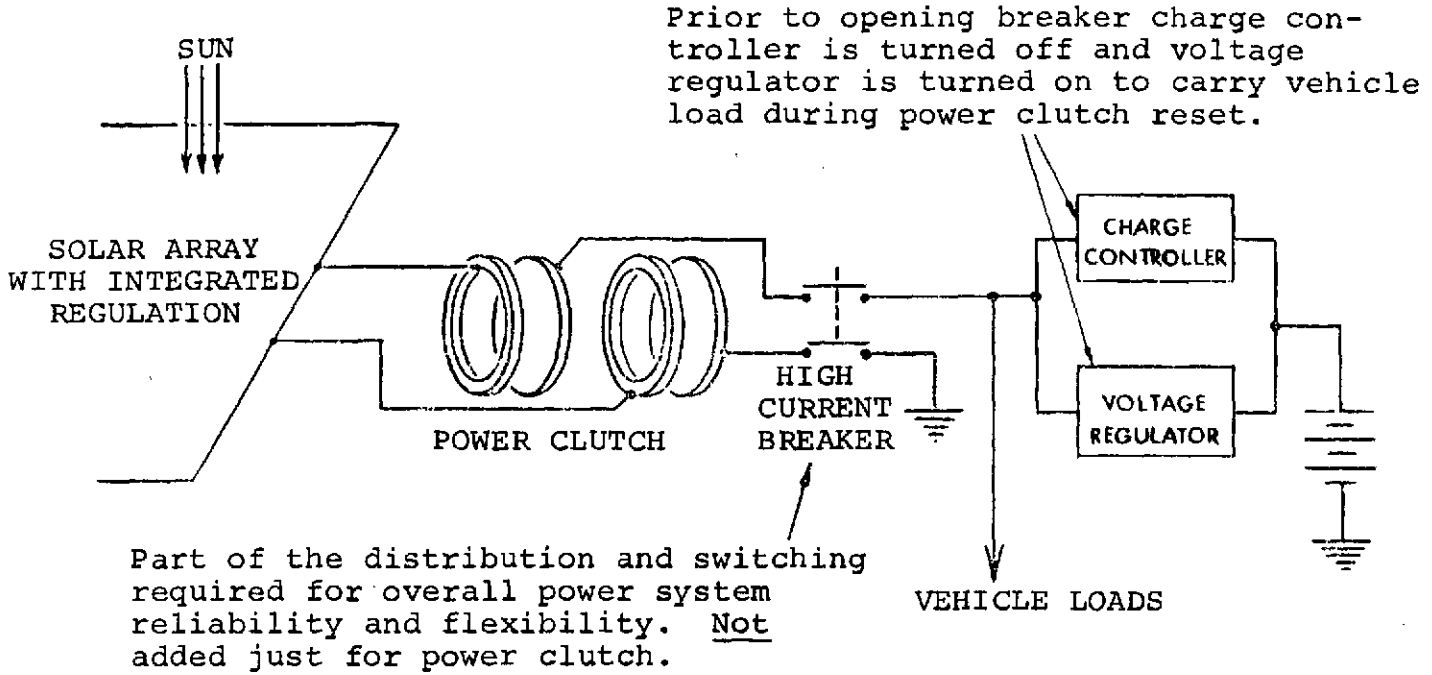 Prior to opening breaker charge con-
troller is turned off and voltage
regulator is turned on to carry vehicle
load during power clutch reset.
SUN
SOLAR ARRAY
WITH INTEGRATED
REGULATION
POWER CLUTCH
HIGH
CURRENT
BREAKER
CHARGE
CONTROLLER
VOLTAGE
REGULATOR
VEHICLE LOADS
Part of the distribution and switching
required for overall power system
reliability and flexibility. Not
added just for power clutch.